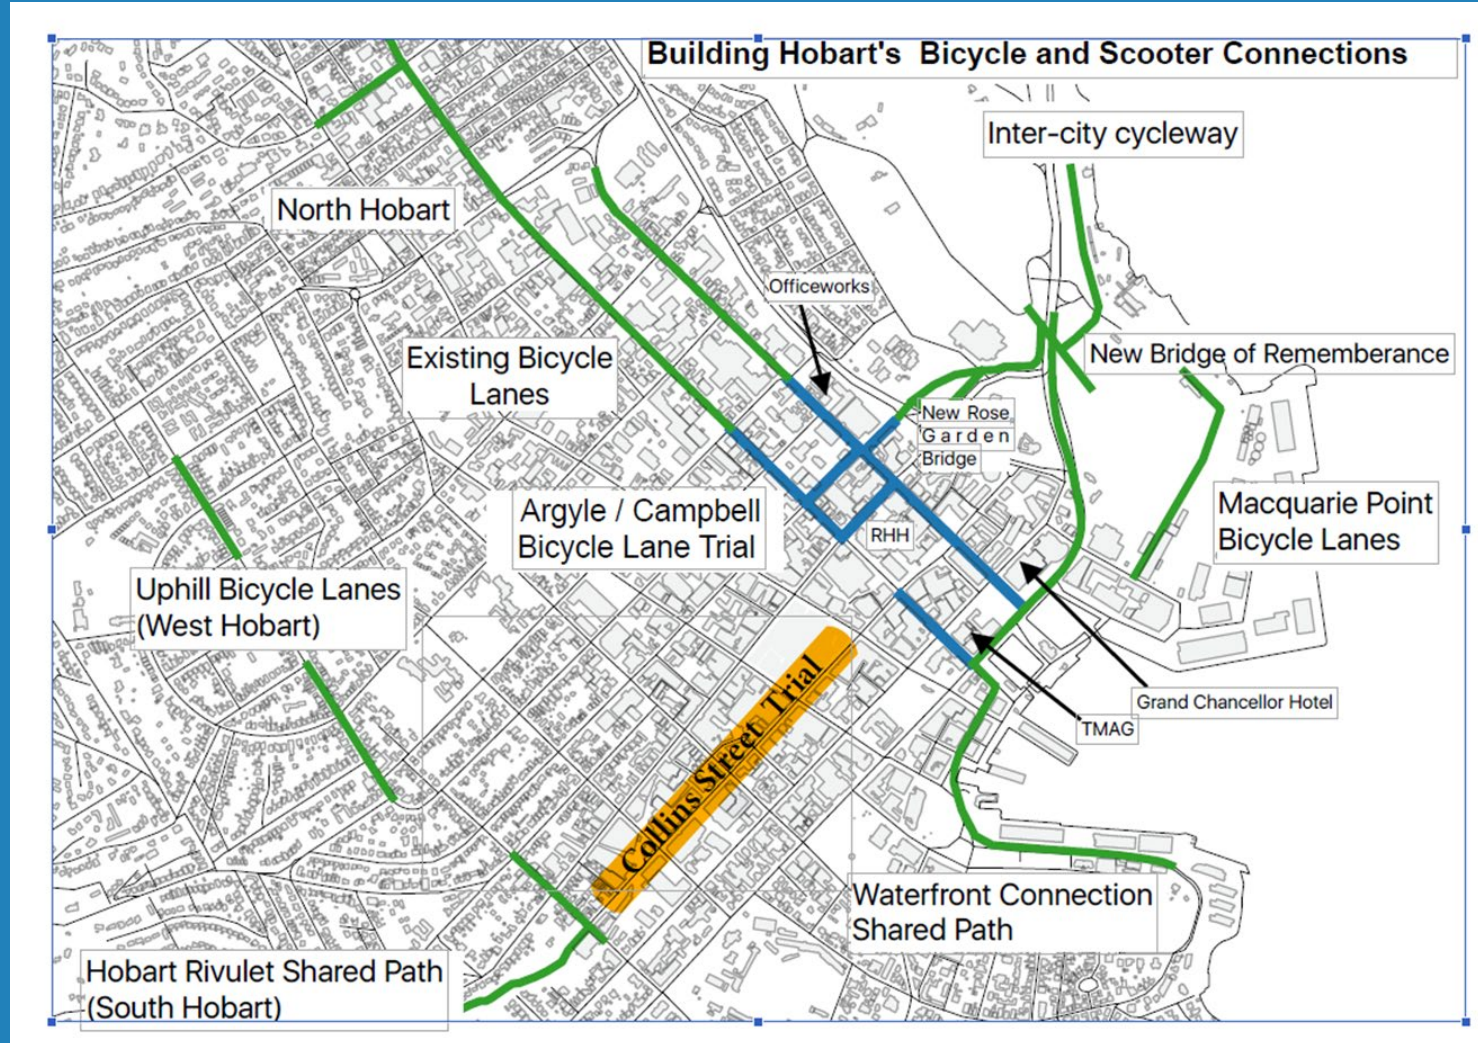 Building Hobart's Bicycle and Scooter Connections
Inter-city cycleway
North Hobart
Officeworks
Existing Bicycle
Lanes
New Bridge of Rememberance
New Rose
Garden
Bridge
Argyle / Campbell
Bicycle Lane Trial
RHH
Macquarie Point
Bicycle Lanes
Uphill Bicycle Lanes
(West Hobart)
Collins Street Trial
Grand Chancellor Hotel
TMAG
Waterfront Connection
Shared Path
Hobart Rivulet Shared Path
(South Hobart)